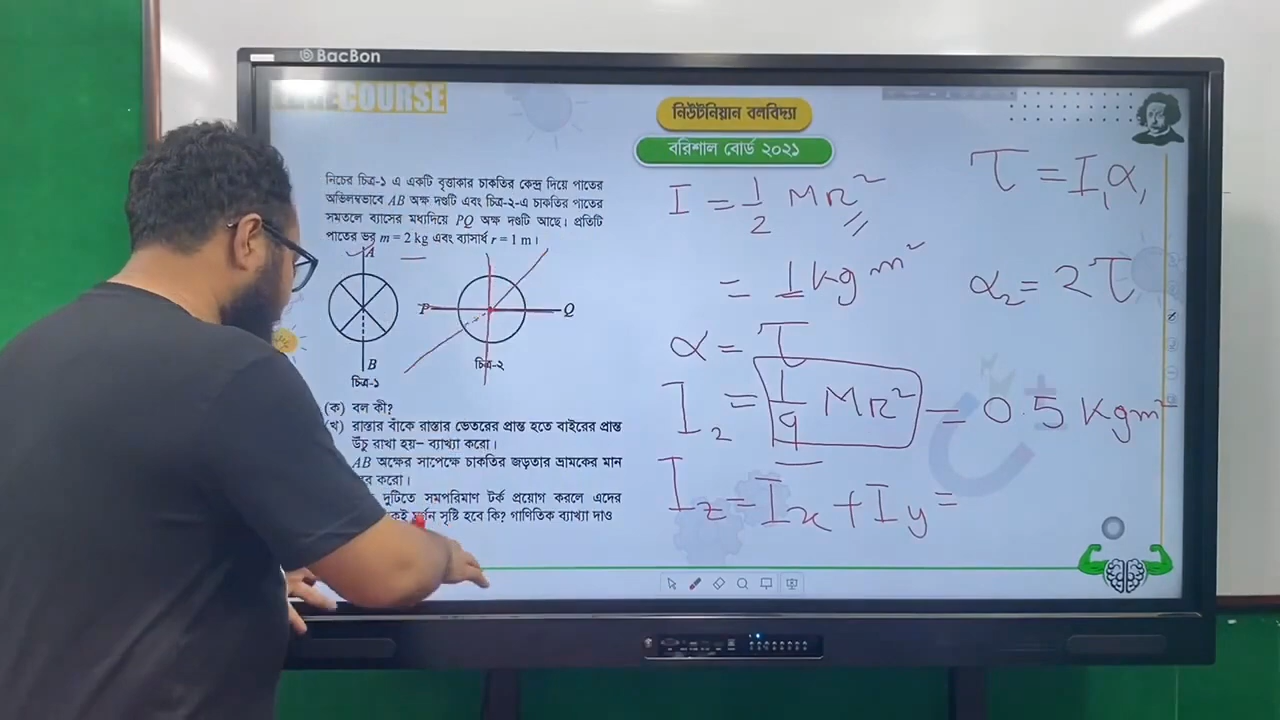 BacBon
COURSE
নিউটনিয়ান বলবিদ্যা
বরিশাল বোর্ড ২০২১
নিচের চিত্র-১ এ একটি বৃত্তাকার চাকতির কেন্দ্র দিয়ে পাতের
অভিলম্বভাবে AB অক্ষ দণ্ডটি এবং চিত্র-২-এ চাকতির পাতের
সমতলে ব্যাসের মধ্যদিয়ে PQ অক্ষ দণ্ডটি আছে। প্রতিটি
পাতের ভর m = 2 kg এবং ব্যাসার্ধ r = 1 m।
A
P
Q
B
চিত্র-১
চিত্র-২
(ক) বল কী?
(খ) রাস্তার বাঁকে রাস্তার ভেতরের প্রান্ত হতে বাইরের প্রান্ত
উঁচু রাখা হয়– ব্যাখ্যা করো।
AB অক্ষের সাপেক্ষে চাকতির জড়তার ভ্রামকের মান
করো।
দুটিতে সমপরিমাণ টর্ক প্রয়োগ করলে এদের
সৃষ্টি হবে কি? গাণিতিক ব্যাখ্যা দাও
I = 1/2 Mr²
= 1 kg m²
α = τ
I₂ = 1/4 Mr² = 0.5 kgm²
I_z = I_x + I_y =
τ = I₁α₁
α₂ = 2τ